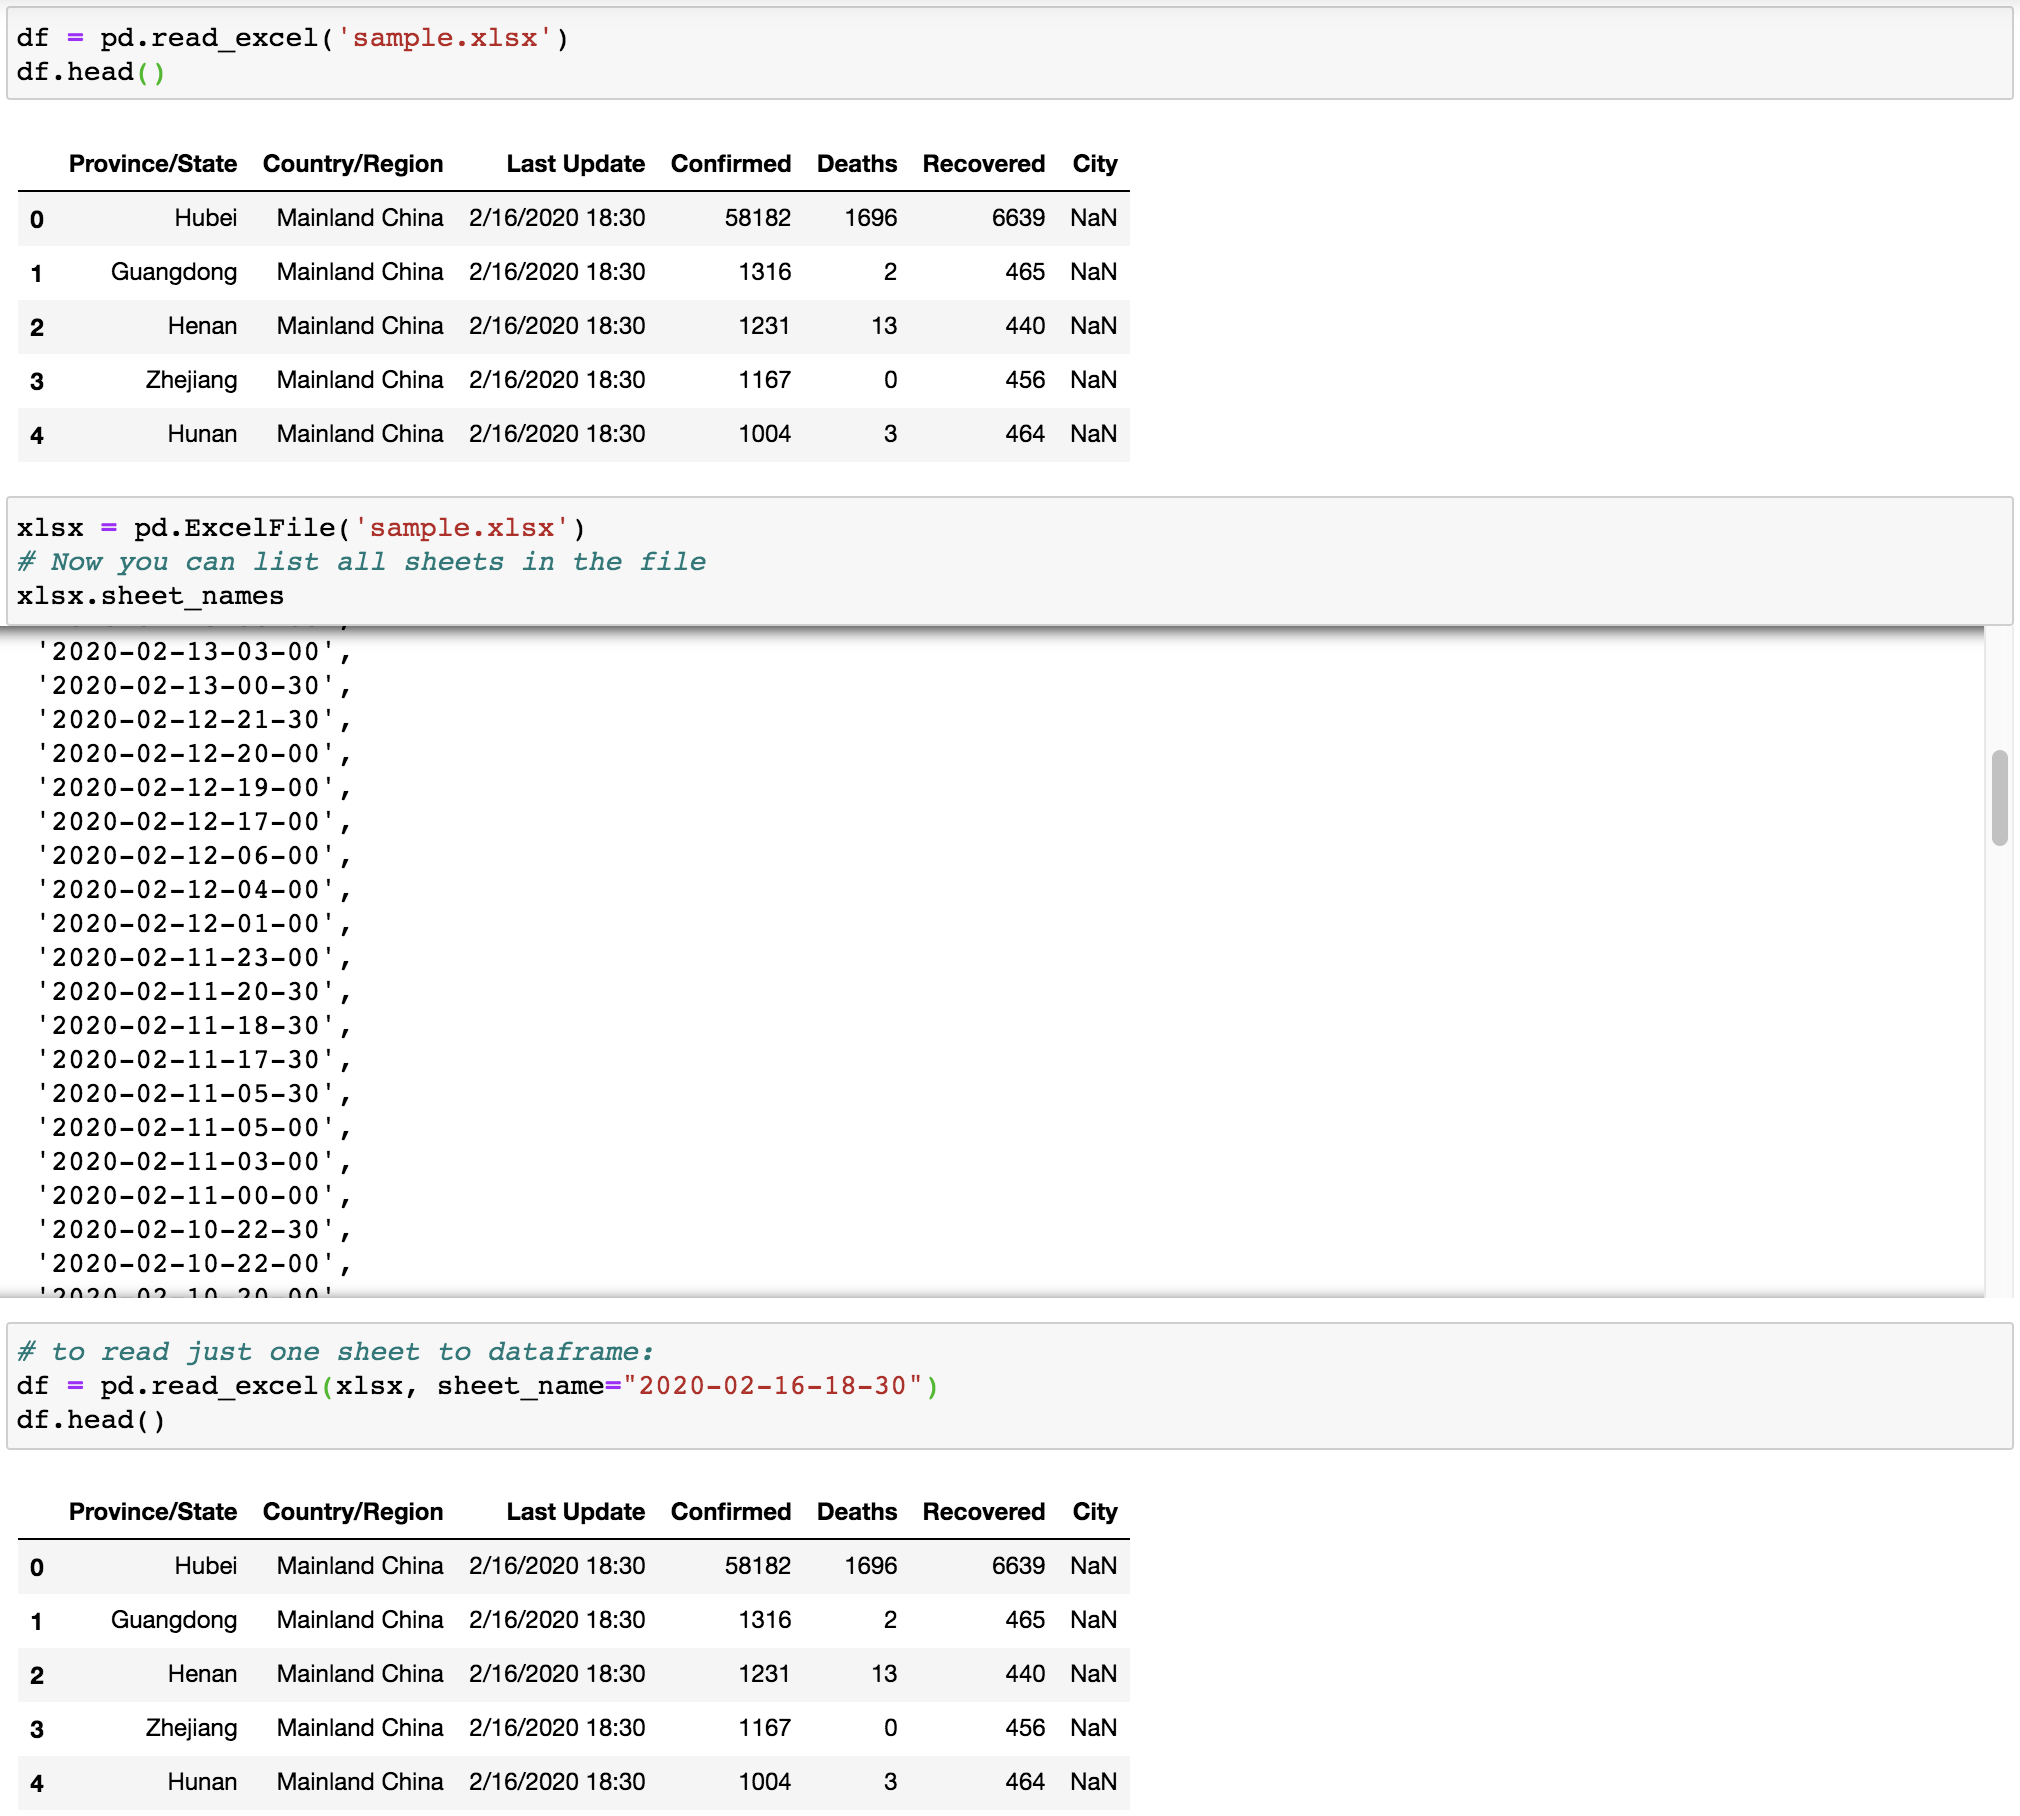 df = pd.read_excel('sample.xlsx')
df.head()
Province/State Country/Region Last Update Confirmed Deaths Recovered City
0 Hubei Mainland China 2/16/2020 18:30 58182 1696 6639 NaN
1 Guangdong Mainland China 2/16/2020 18:30 1316 2 465 NaN
2 Henan Mainland China 2/16/2020 18:30 1231 13 440 NaN
3 Zhejiang Mainland China 2/16/2020 18:30 1167 0 456 NaN
4 Hunan Mainland China 2/16/2020 18:30 1004 3 464 NaN
xlsx = pd.ExcelFile('sample.xlsx')
# Now you can list all sheets in the file
xlsx.sheet_names
'2020-02-13-03-00',
'2020-02-13-00-30',
'2020-02-12-21-30',
'2020-02-12-20-00',
'2020-02-12-19-00',
'2020-02-12-17-00',
'2020-02-12-06-00',
'2020-02-12-04-00',
'2020-02-12-01-00',
'2020-02-11-23-00',
'2020-02-11-20-30',
'2020-02-11-18-30',
'2020-02-11-17-30',
'2020-02-11-05-30',
'2020-02-11-05-00',
'2020-02-11-03-00',
'2020-02-11-00-00',
'2020-02-10-22-30',
'2020-02-10-22-00',
'2020-02-10-20-00'
# to read just one sheet to dataframe:
df = pd.read_excel(xlsx, sheet_name="2020-02-16-18-30")
df.head()
Province/State Country/Region Last Update Confirmed Deaths Recovered City
0 Hubei Mainland China 2/16/2020 18:30 58182 1696 6639 NaN
1 Guangdong Mainland China 2/16/2020 18:30 1316 2 465 NaN
2 Henan Mainland China 2/16/2020 18:30 1231 13 440 NaN
3 Zhejiang Mainland China 2/16/2020 18:30 1167 0 456 NaN
4 Hunan Mainland China 2/16/2020 18:30 1004 3 464 NaN